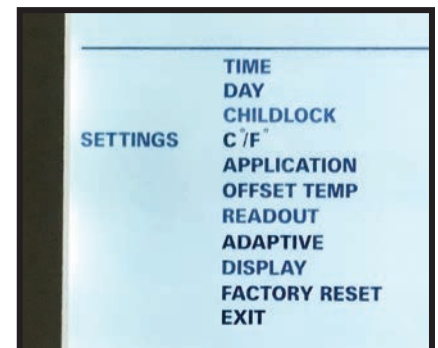 TIME
DAY
CHILDLOCK
SETTINGS C°/F°
APPLICATION
OFFSET TEMP
READOUT
ADAPTIVE
DISPLAY
FACTORY RESET
EXIT